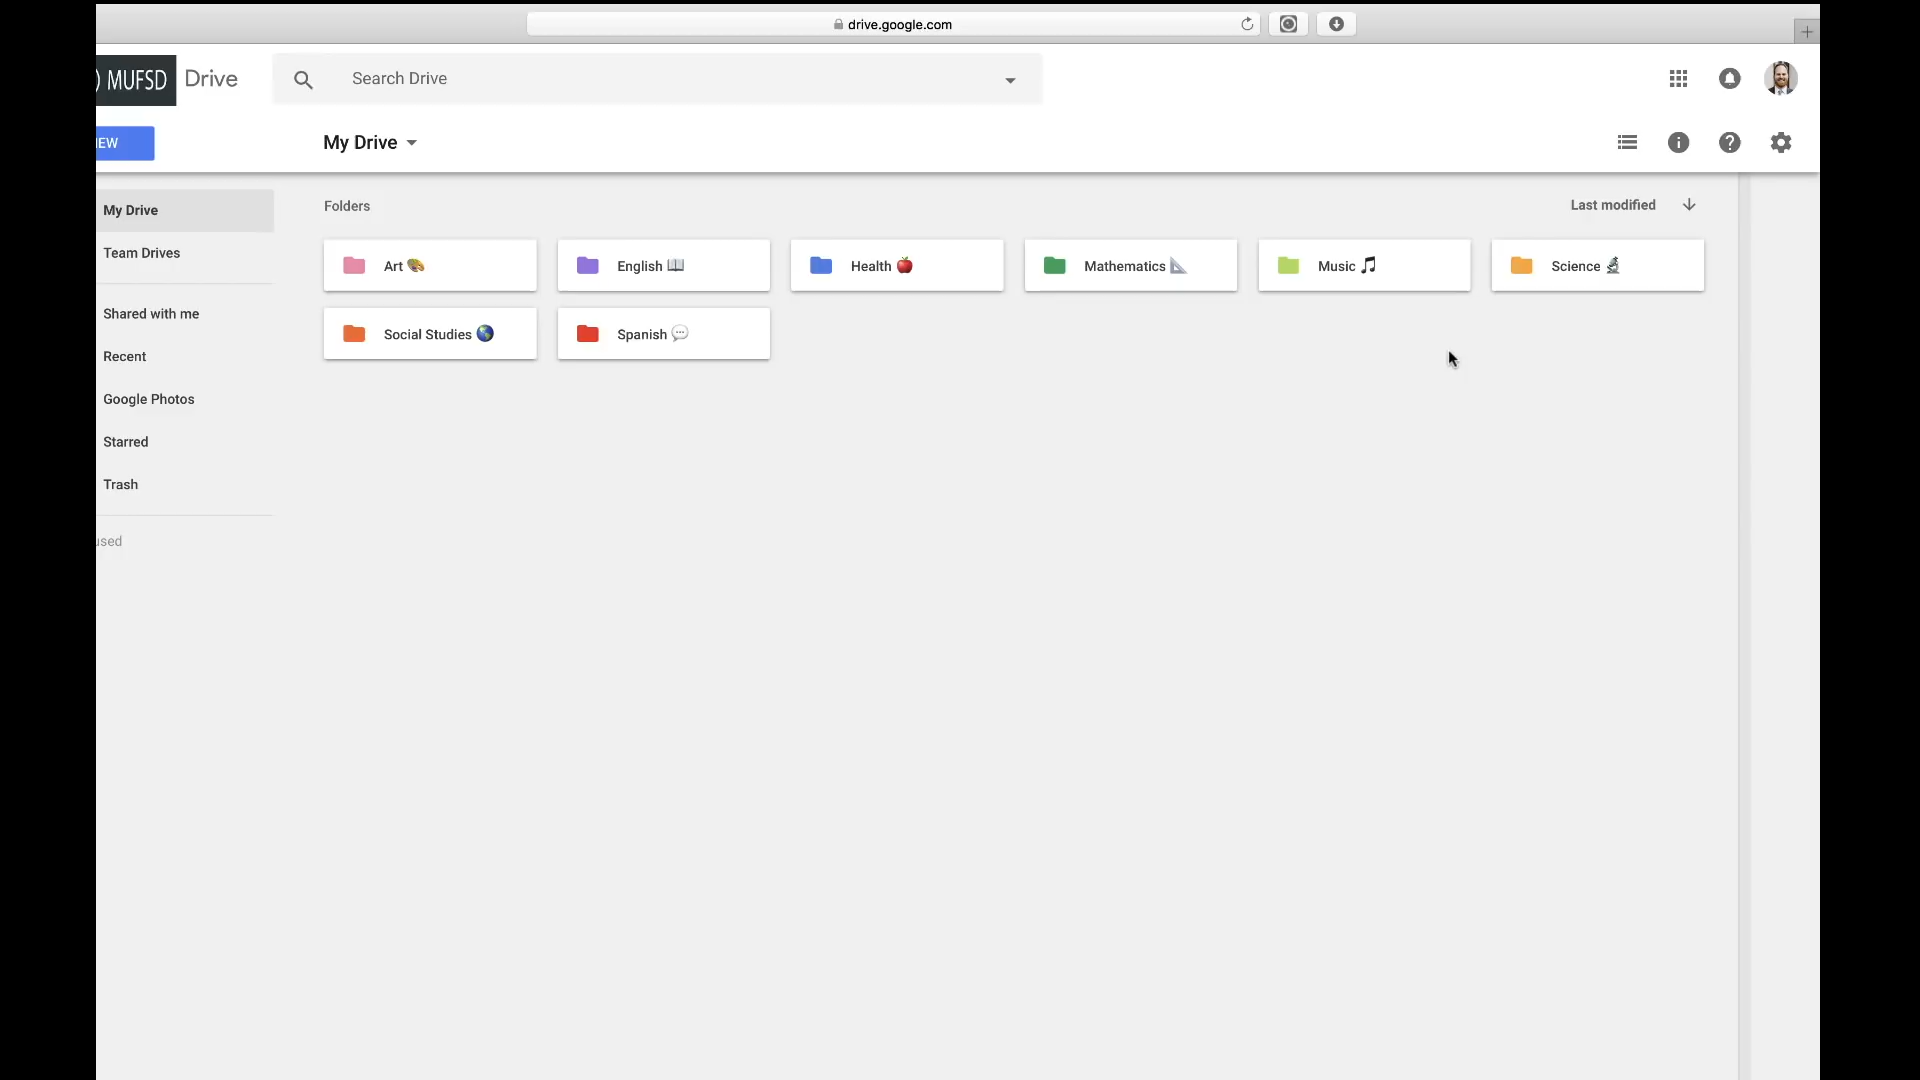 drive.google.com
) MUFSD Drive
Search Drive
EW
My Drive
My Drive
Team Drives
Shared with me
Recent
Google Photos
Starred
Trash
used
Folders
Last modified
Art 🎨
English 📖
Health 🍎
Mathematics 📐
Music 🎵
Science 🔬
Social Studies 🌎
Spanish 💬